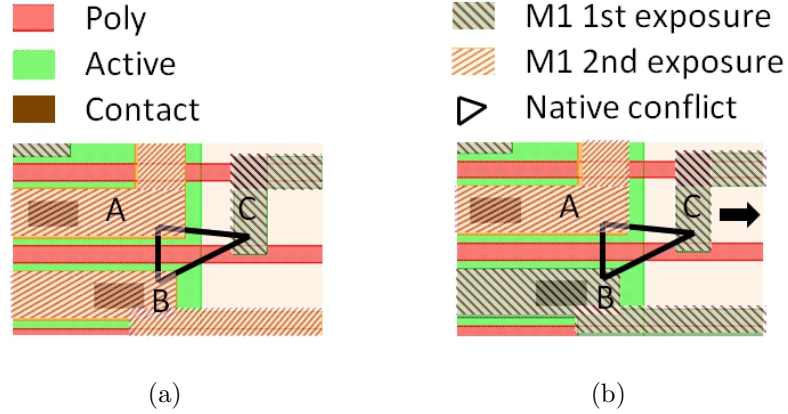 Poly
Active
Contact
M1 1st exposure
M1 2nd exposure
Native conflict
A
C
B
A
C
B
(a)
(b)